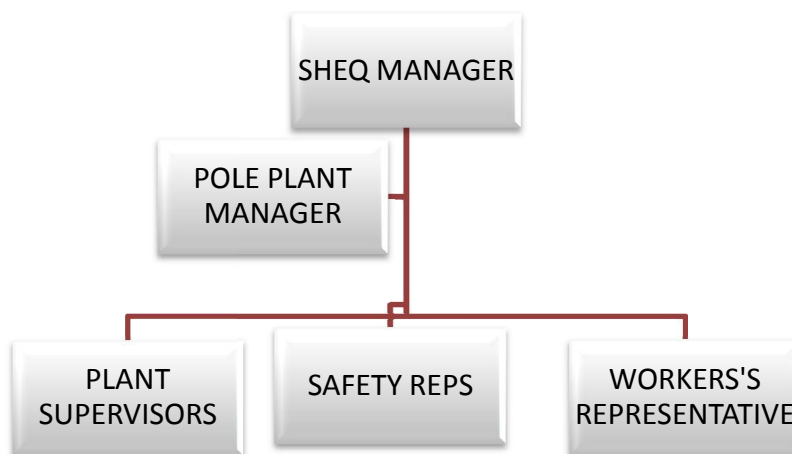 SHEQ MANAGER
POLE PLANT
MANAGER
PLANT
SUPERVISORS
SAFETY REPS
WORKERS'S
REPRESENTATIVE